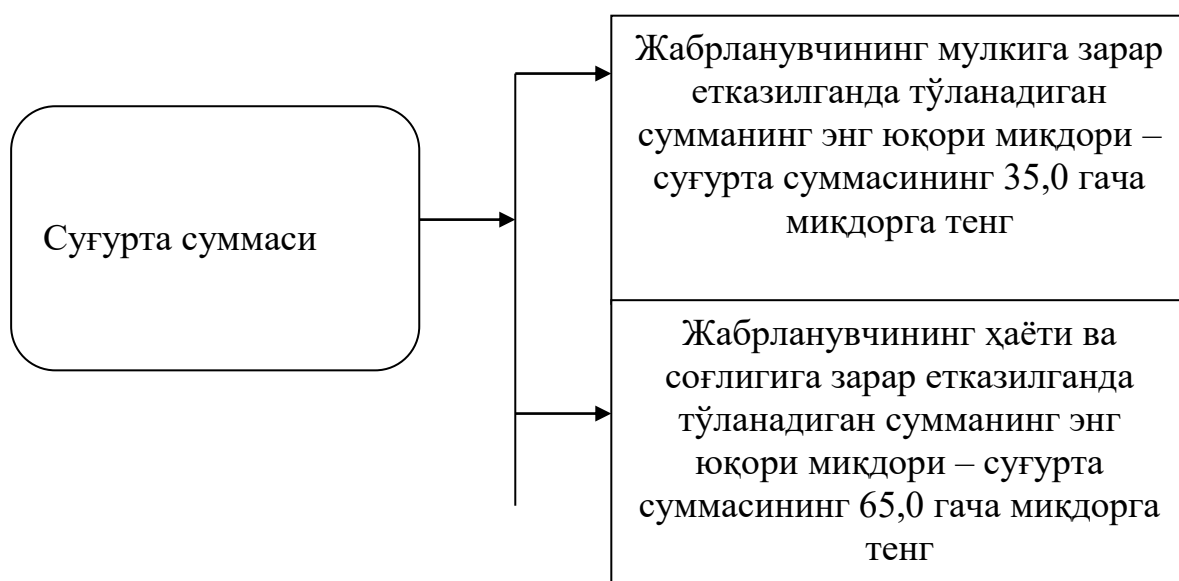 Суғурта суммаси
Жабрланувчининг мулкига зарар
етказилганда тўланадиган
сумманинг энг юқори миқдори –
суғурта суммасининг 35,0 гача
миқдорга тенг
Жабрланувчининг ҳаёти ва
соғлигига зарар етказилганда
тўланадиган сумманинг энг
юқори миқдори – суғурта
суммасининг 65,0 гача миқдорга
тенг